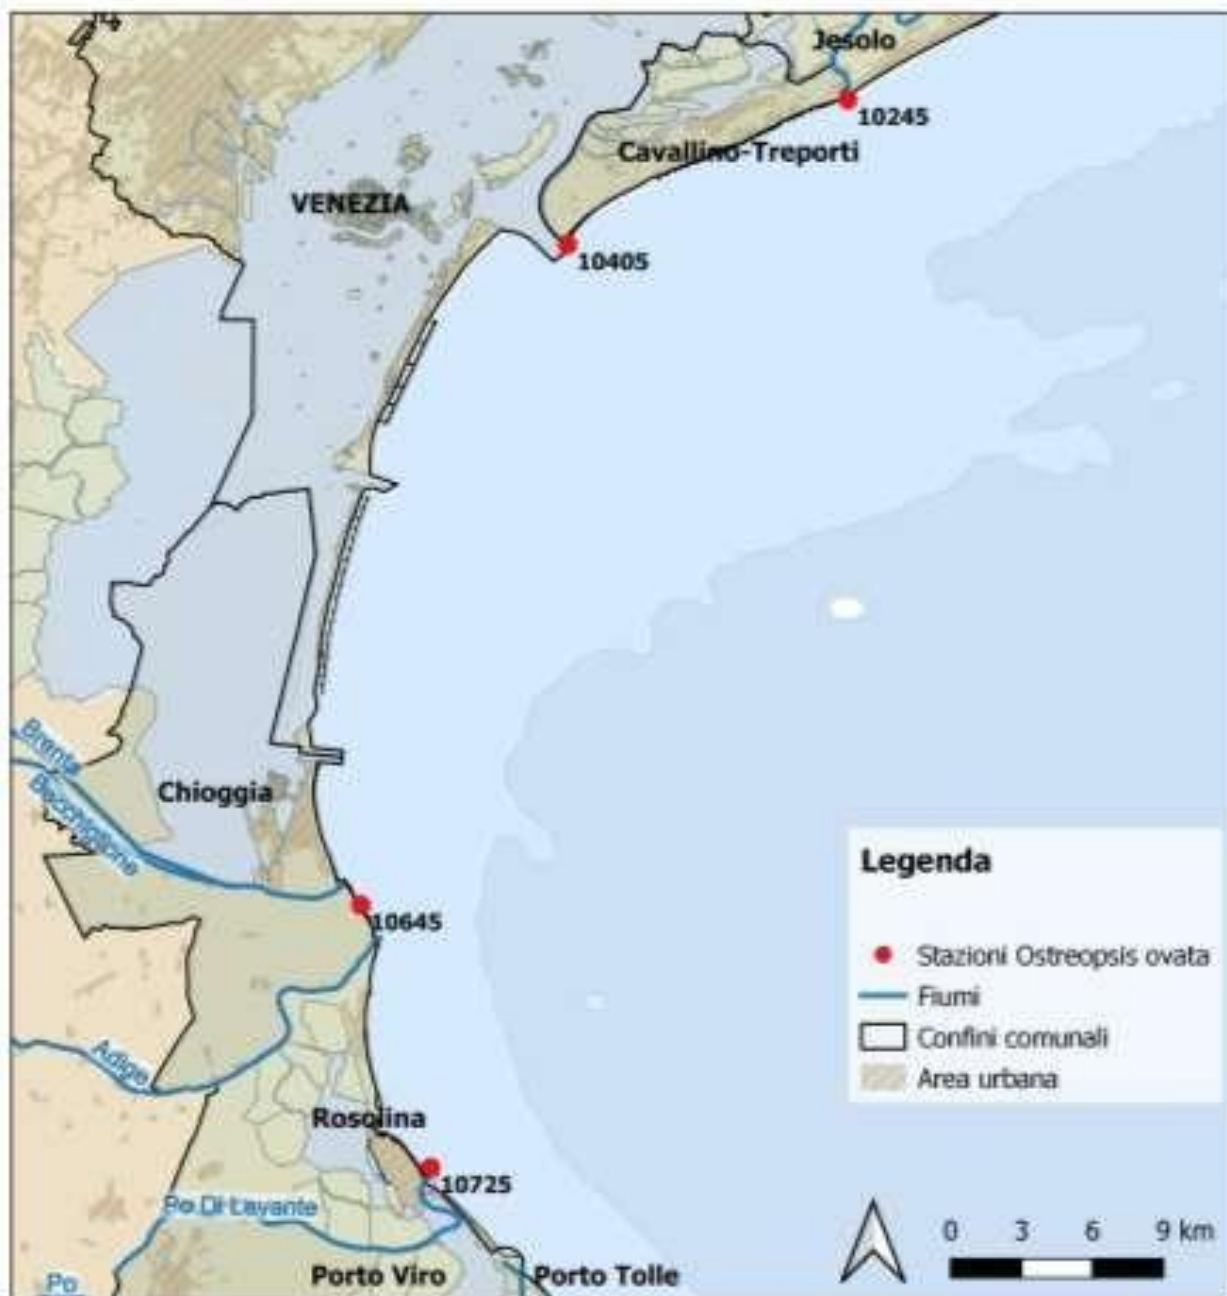 Jesolo
10245
Cavallino-Treporti
VENEZIA
10405
Brenta
Bacchiglione
Chioggia
10645
Adige
Rosolina
10725
Po Di Levante
Porto Viro
Porto Tolle
Po
Legenda
Stazioni Ostreopsis ovata
Fiumi
Confini comunali
Area urbana
0 3 6 9 km